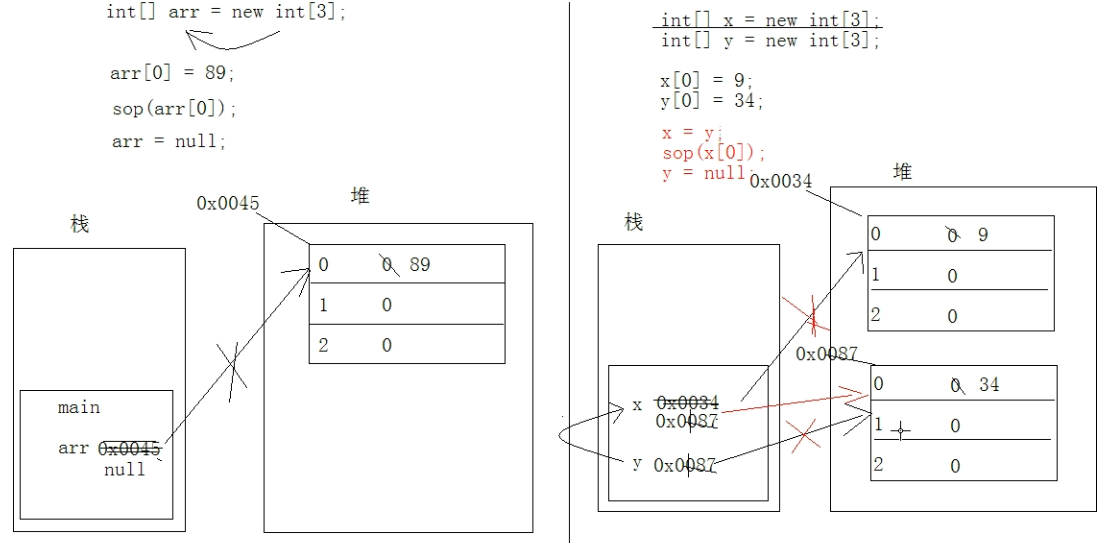 int[] arr = new int[3];
arr[0] = 89;
sop(arr[0]);
arr = null;
0x0045
栈
堆
0 0 89
1 0
2 0
main
arr 0x0045
null
int[] x = new int[3];
int[] y = new int[3];
x[0] = 9;
y[0] = 34;
x = y;
sop(x[0]);
y = null;
0x0034
栈
堆
0 0 9
1 0
2 0
0x0087
0 0 34
1 0
2 0
x 0x0034
0x0087
y 0x0087